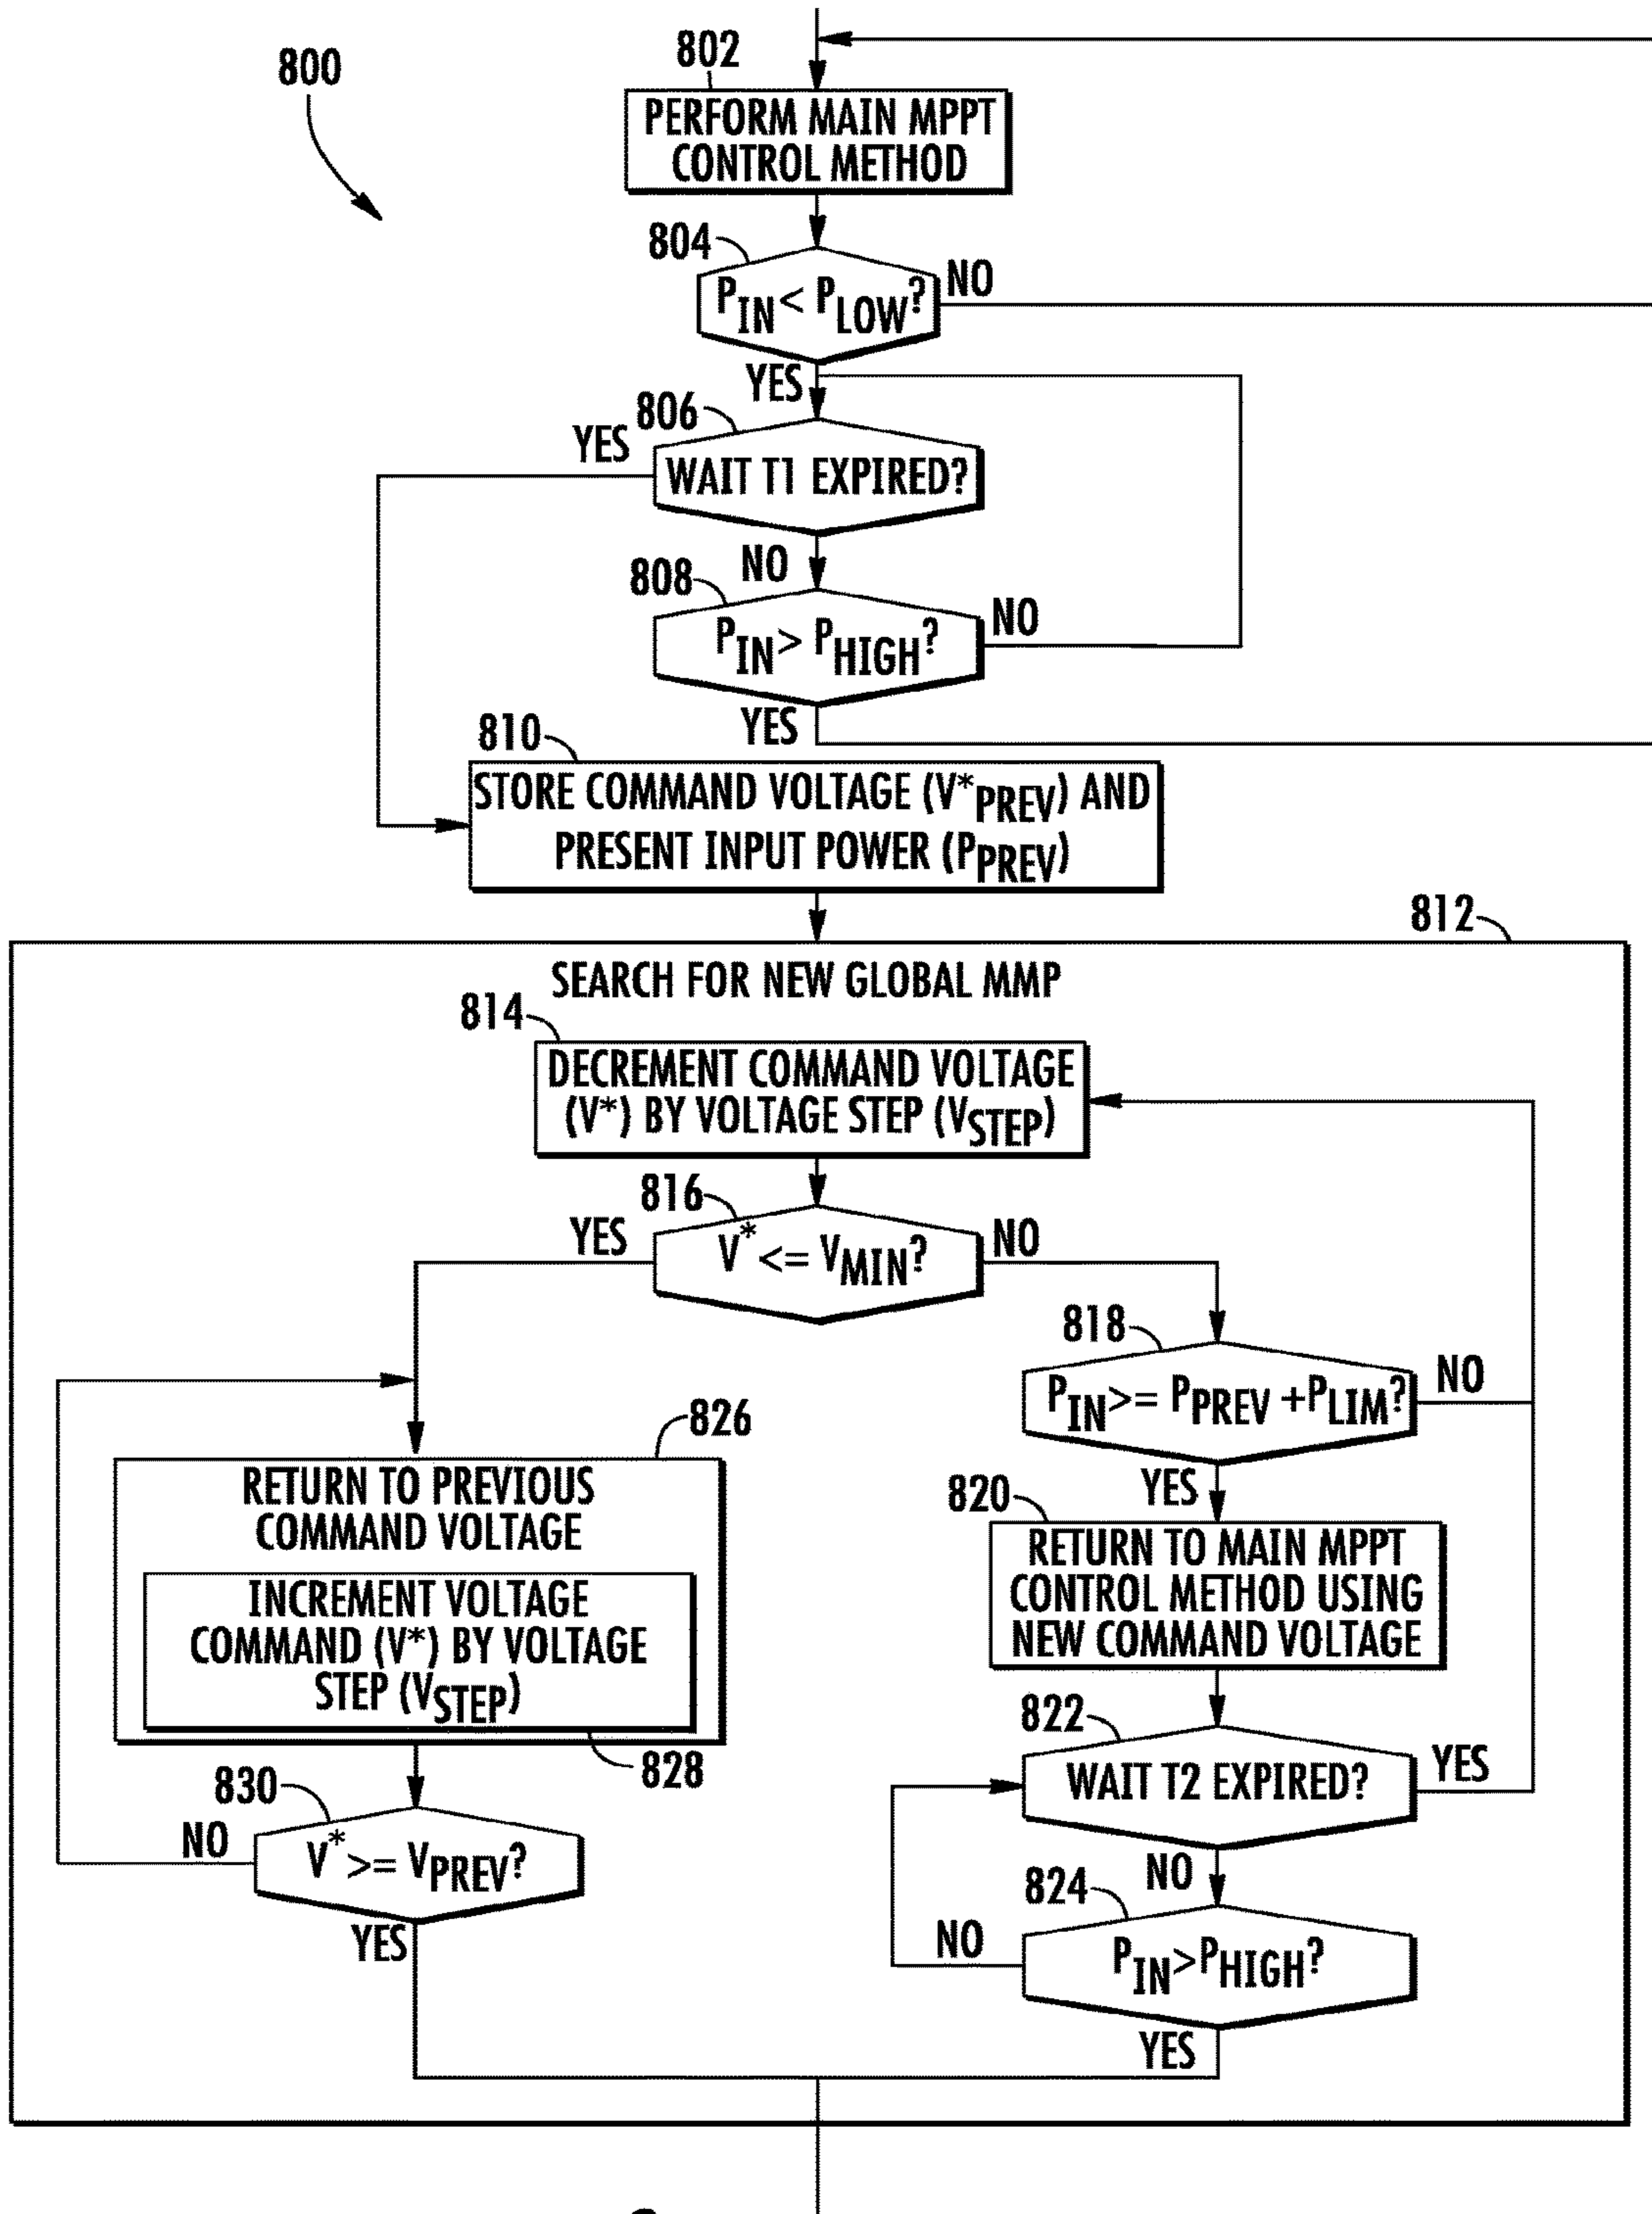 800
802
PERFORM MAIN MPPT
CONTROL METHOD
804
PIN < PLOW?
NO
YES
806
YES
WAIT T1 EXPIRED?
NO
808
PIN > PHIGH?
NO
YES
810
STORE COMMAND VOLTAGE (V*PREV) AND
PRESENT INPUT POWER (PPREV)
812
SEARCH FOR NEW GLOBAL MMP
814
DECREMENT COMMAND VOLTAGE
(V*) BY VOLTAGE STEP (VSTEP)
816
YES
V* <= VMIN?
NO
818
PIN >= PPREV +PLIM?
NO
YES
820
RETURN TO MAIN MPPT
CONTROL METHOD USING
NEW COMMAND VOLTAGE
822
WAIT T2 EXPIRED?
YES
NO
824
PIN>PHIGH?
NO
YES
826
RETURN TO PREVIOUS
COMMAND VOLTAGE
INCREMENT VOLTAGE
COMMAND (V*) BY VOLTAGE
STEP (VSTEP)
828
830
V* >= VPREV?
NO
YES